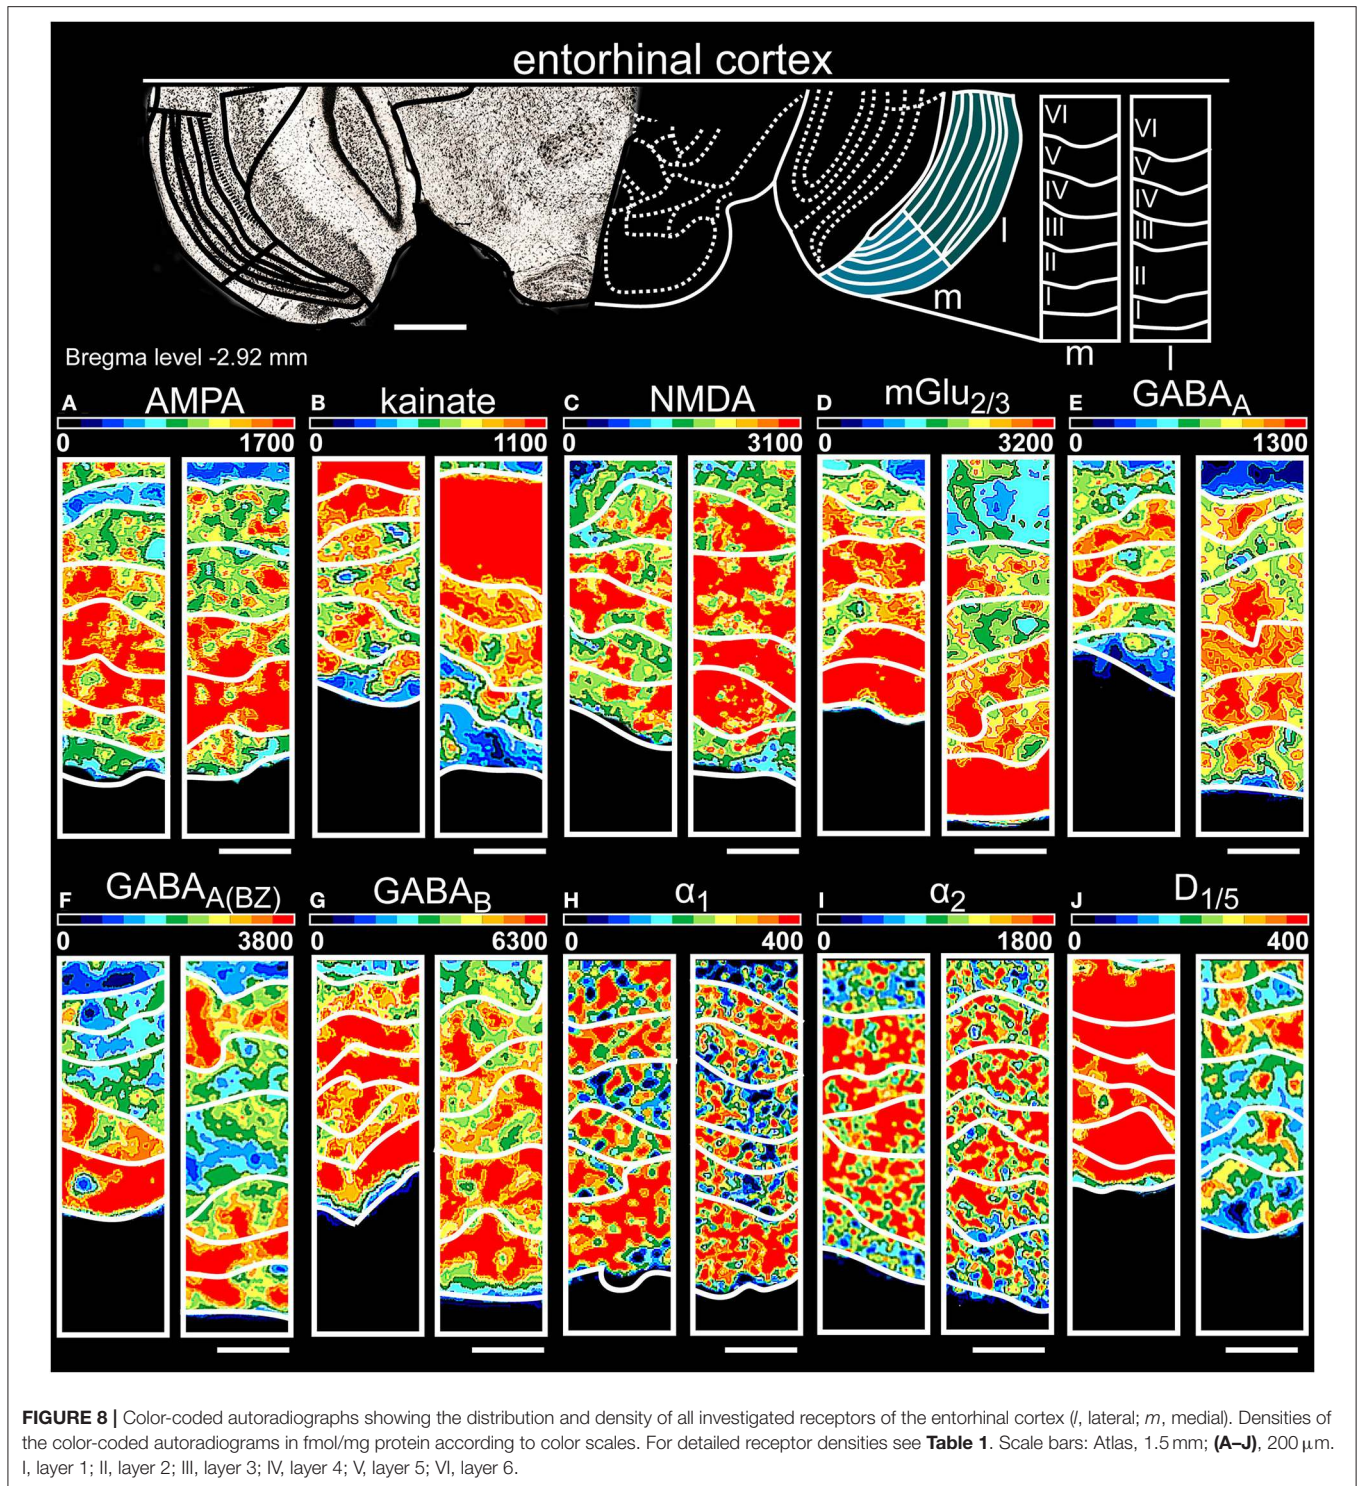 entorhinal cortex
VI
V
IV
III
II
I
VI
V
IV
III
II
I
l
m
m
l
Bregma level -2.92 mm
A AMPA
0 1700
B kainate
0 1100
C NMDA
0 3100
D mGlu2/3
0 3200
E GABAA
0 1300
F GABAA(BZ)
0 3800
G GABAB
0 6300
H α1
0 400
I α2
0 1800
J D1/5
0 400
FIGURE 8 | Color-coded autoradiographs showing the distribution and density of all investigated receptors of the entorhinal cortex (l, lateral; m, medial). Densities of
the color-coded autoradiograms in fmol/mg protein according to color scales. For detailed receptor densities see Table 1. Scale bars: Atlas, 1.5 mm; (A–J), 200 μm.
I, layer 1; II, layer 2; III, layer 3; IV, layer 4; V, layer 5; VI, layer 6.